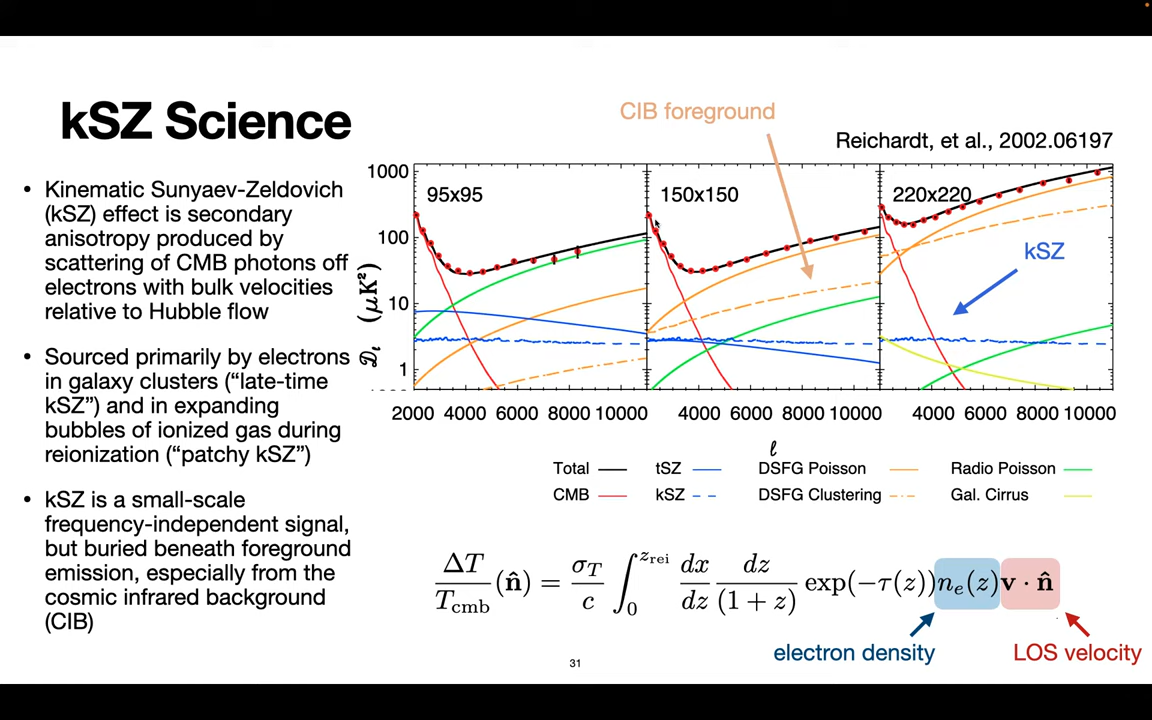 kSZ Science
• Kinematic Sunyaev-Zeldovich
(kSZ) effect is secondary
anisotropy produced by
scattering of CMB photons off
electrons with bulk velocities
relative to Hubble flow
• Sourced primarily by electrons
in galaxy clusters (“late-time
kSZ”) and in expanding
bubbles of ionized gas during
reionization (“patchy kSZ”)
• kSZ is a small-scale
frequency-independent signal,
but buried beneath foreground
emission, especially from the
cosmic infrared background
(CIB)
CIB foreground
Reichardt, et al., 2002.06197
95x95 150x150 220x220
1000
100
10
1
𝒟ℓ (μK²)
kSZ
2000 4000 6000 8000 10000 4000 6000 8000 10000 4000 6000 8000 10000
ℓ
Total tSZ DSFG Poisson Radio Poisson
CMB kSZ DSFG Clustering Gal. Cirrus
ΔT/T_cmb (n̂) = σ_T/c ∫_0^{z_rei} dx/dz dz/(1 + z) exp(−τ(z)) n_e(z) v · n̂
electron density LOS velocity
31